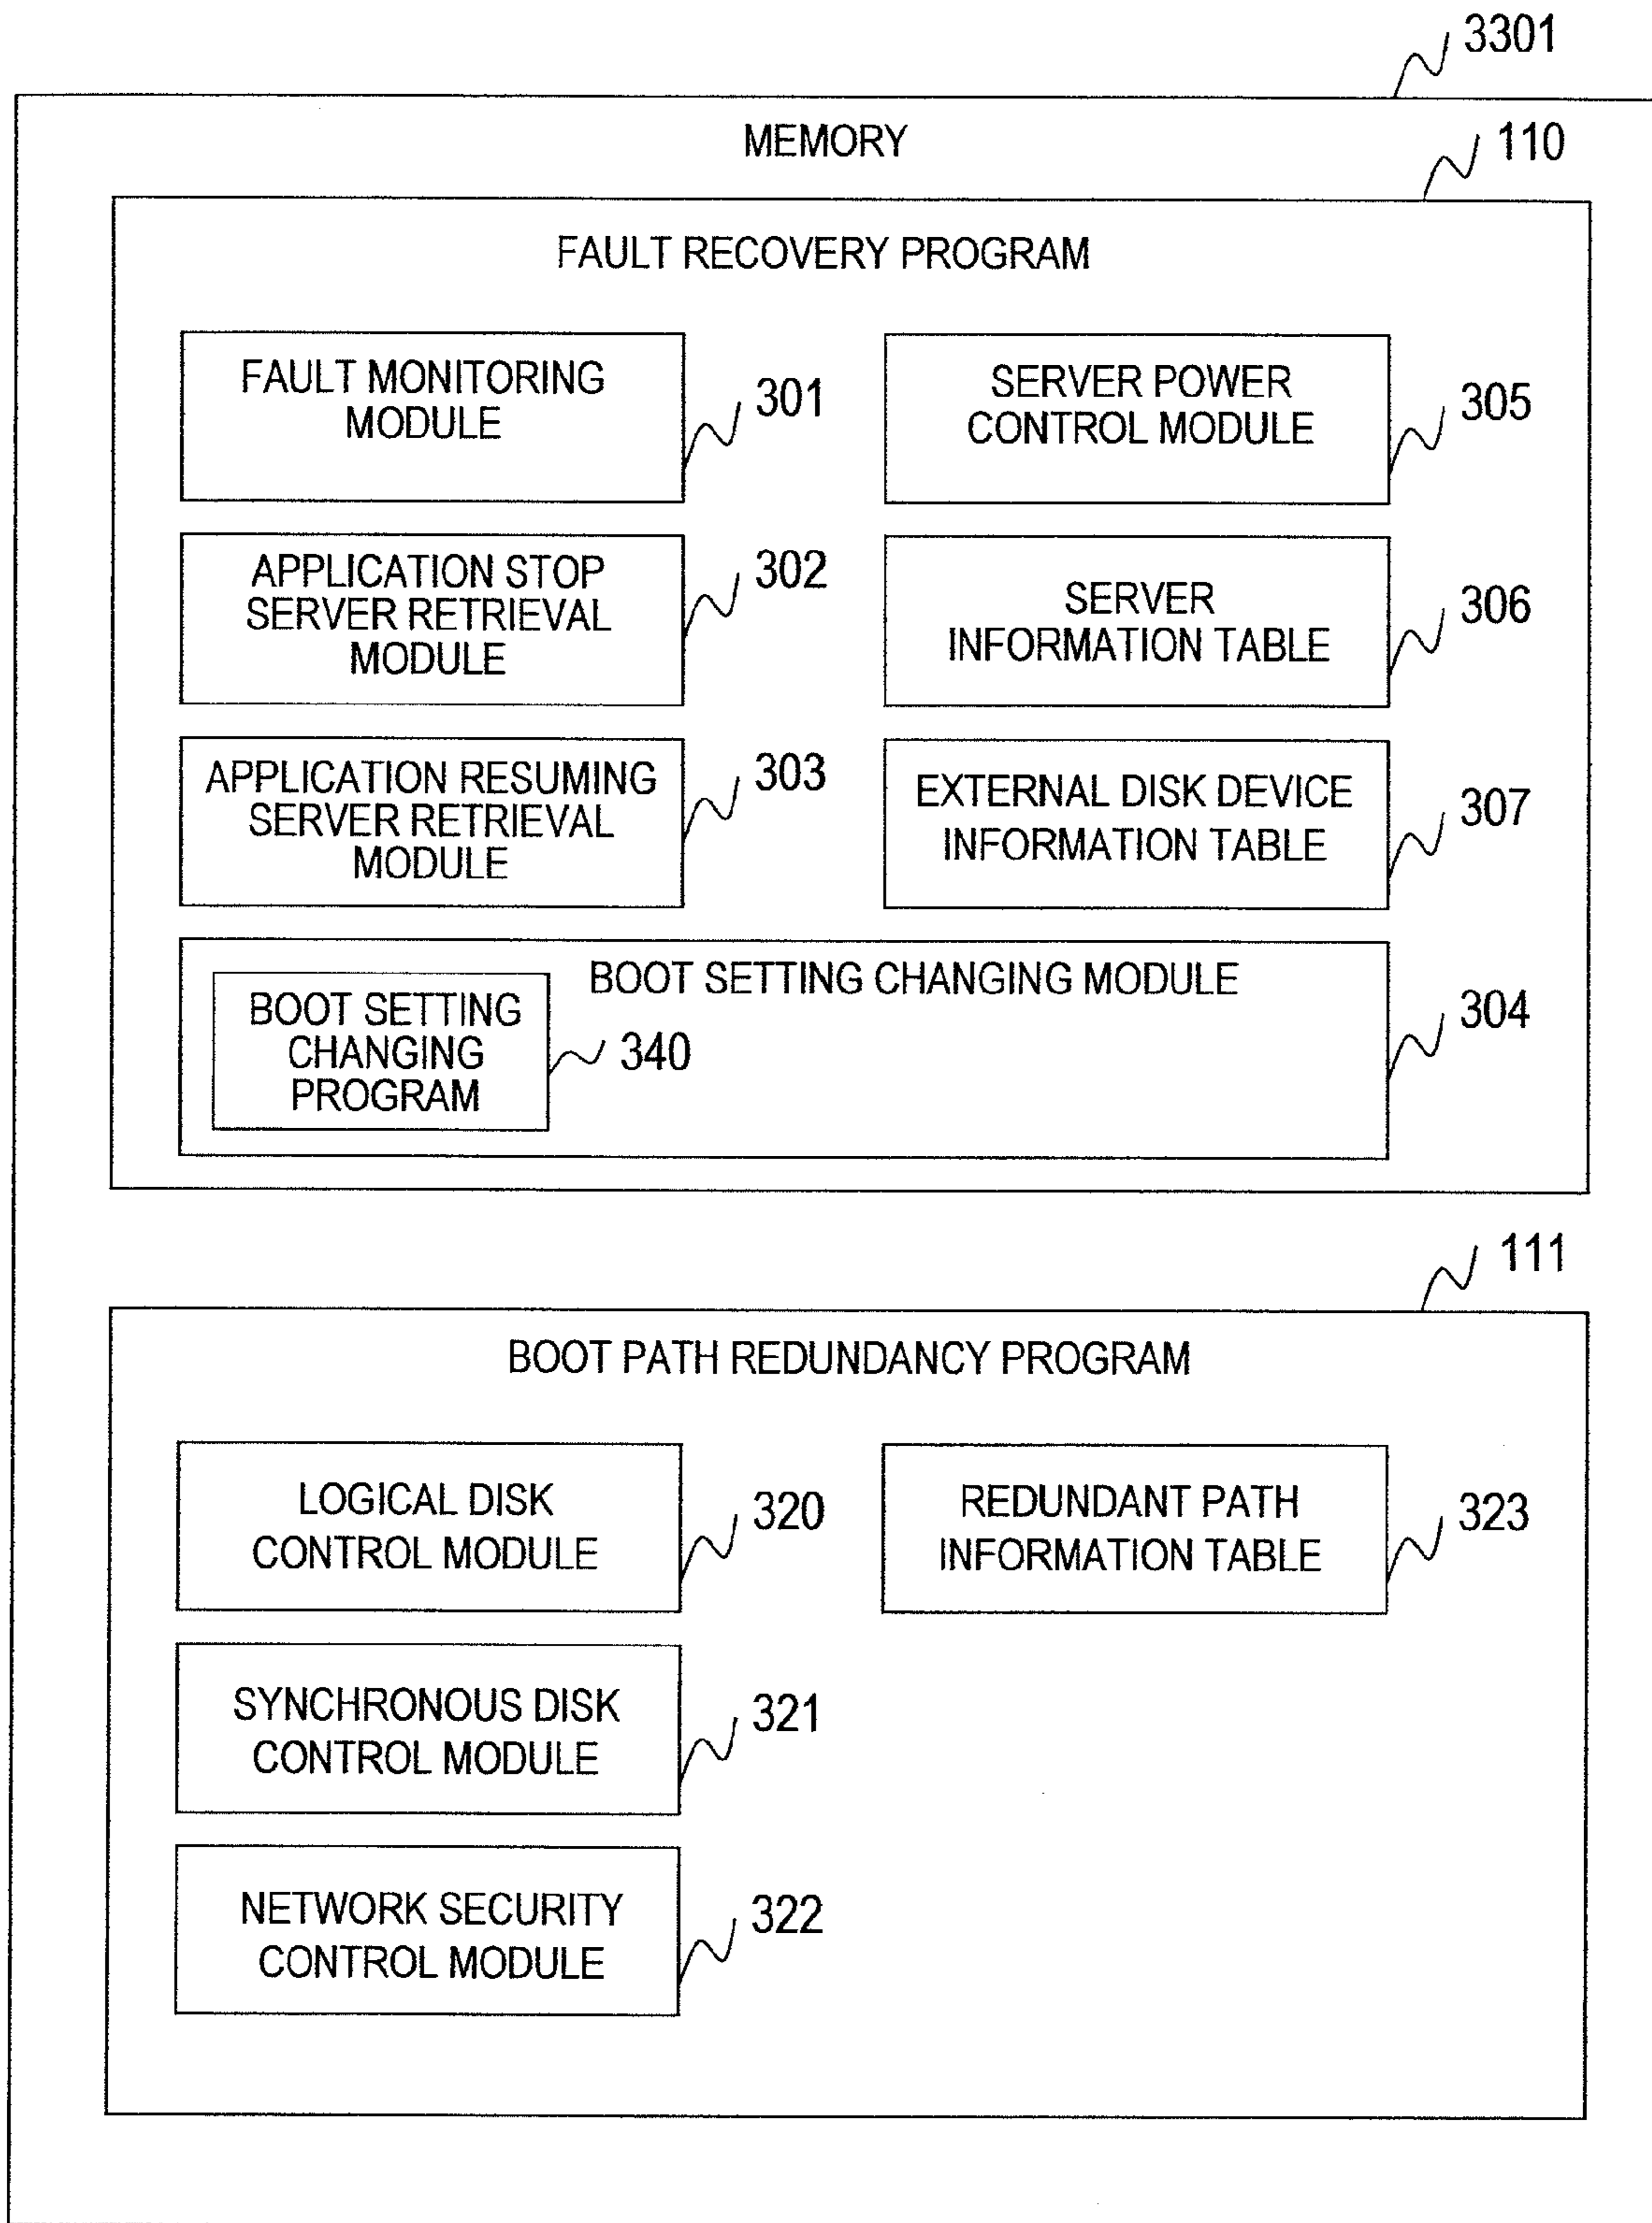 3301
MEMORY
110
FAULT RECOVERY PROGRAM
FAULT MONITORING
MODULE
301
SERVER POWER
CONTROL MODULE
305
APPLICATION STOP
SERVER RETRIEVAL
MODULE
302
SERVER
INFORMATION TABLE
306
APPLICATION RESUMING
SERVER RETRIEVAL
MODULE
303
EXTERNAL DISK DEVICE
INFORMATION TABLE
307
BOOT SETTING CHANGING MODULE
304
BOOT SETTING
CHANGING
PROGRAM
340
111
BOOT PATH REDUNDANCY PROGRAM
LOGICAL DISK
CONTROL MODULE
320
REDUNDANT PATH
INFORMATION TABLE
323
SYNCHRONOUS DISK
CONTROL MODULE
321
NETWORK SECURITY
CONTROL MODULE
322